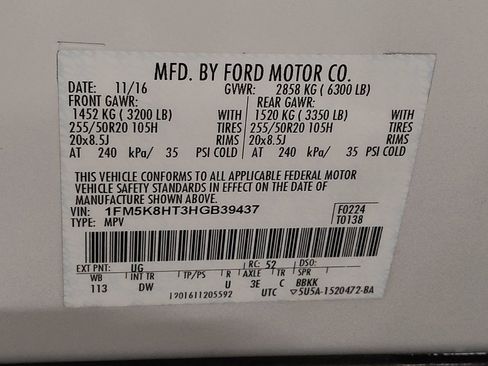 MFD. BY FORD MOTOR CO.
DATE: 11/16 GVWR: 2858 KG ( 6300 LB)
FRONT GAWR: REAR GAWR:
1452 KG ( 3200 LB) WITH 1520 KG ( 3350 LB) WITH
255/50R20 105H TIRES 255/50R20 105H TIRES
20x8.5J RIMS 20x8.5J RIMS
AT 240 kPa/ 35 PSI COLD AT 240 kPa/ 35 PSI COLD
THIS VEHICLE CONFORMS TO ALL APPLICABLE FEDERAL MOTOR
VEHICLE SAFETY STANDARDS IN EFFECT ON THE DATE OF
MANUFACTURE SHOWN ABOVE.
VIN: 1FM5K8HT3HGB39437 F0224
TYPE: MPV T0138
EXT PNT: UG RC: 52 DSO:
WB INT TR TP/PS R AXLE TR SPR
113 DW U 3E C BBKK
1201611205592 UTC ▽5U5A-1520472-BA